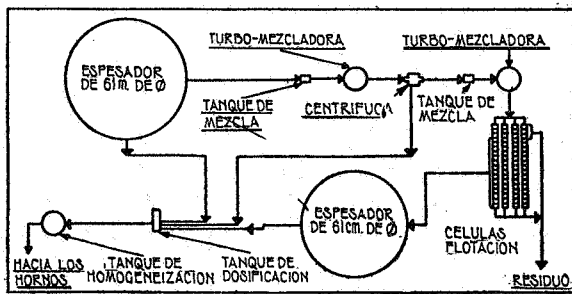 TURBO-MEZCLADORA
TURBO-MEZCLADORA
ESPESADOR
DE 61m. DE Ø
TANQUE DE
MEZCLA
CENTRIFUGA
TANQUE DE
MEZCLA
ESPESADOR
DE 61cm. DE Ø
CELULAS
FLOTACION
HACIA LOS
HORNOS
TANQUE DE
HOMOGENEIZACION
TANQUE DE
DOSIFICACION
RESIDUO